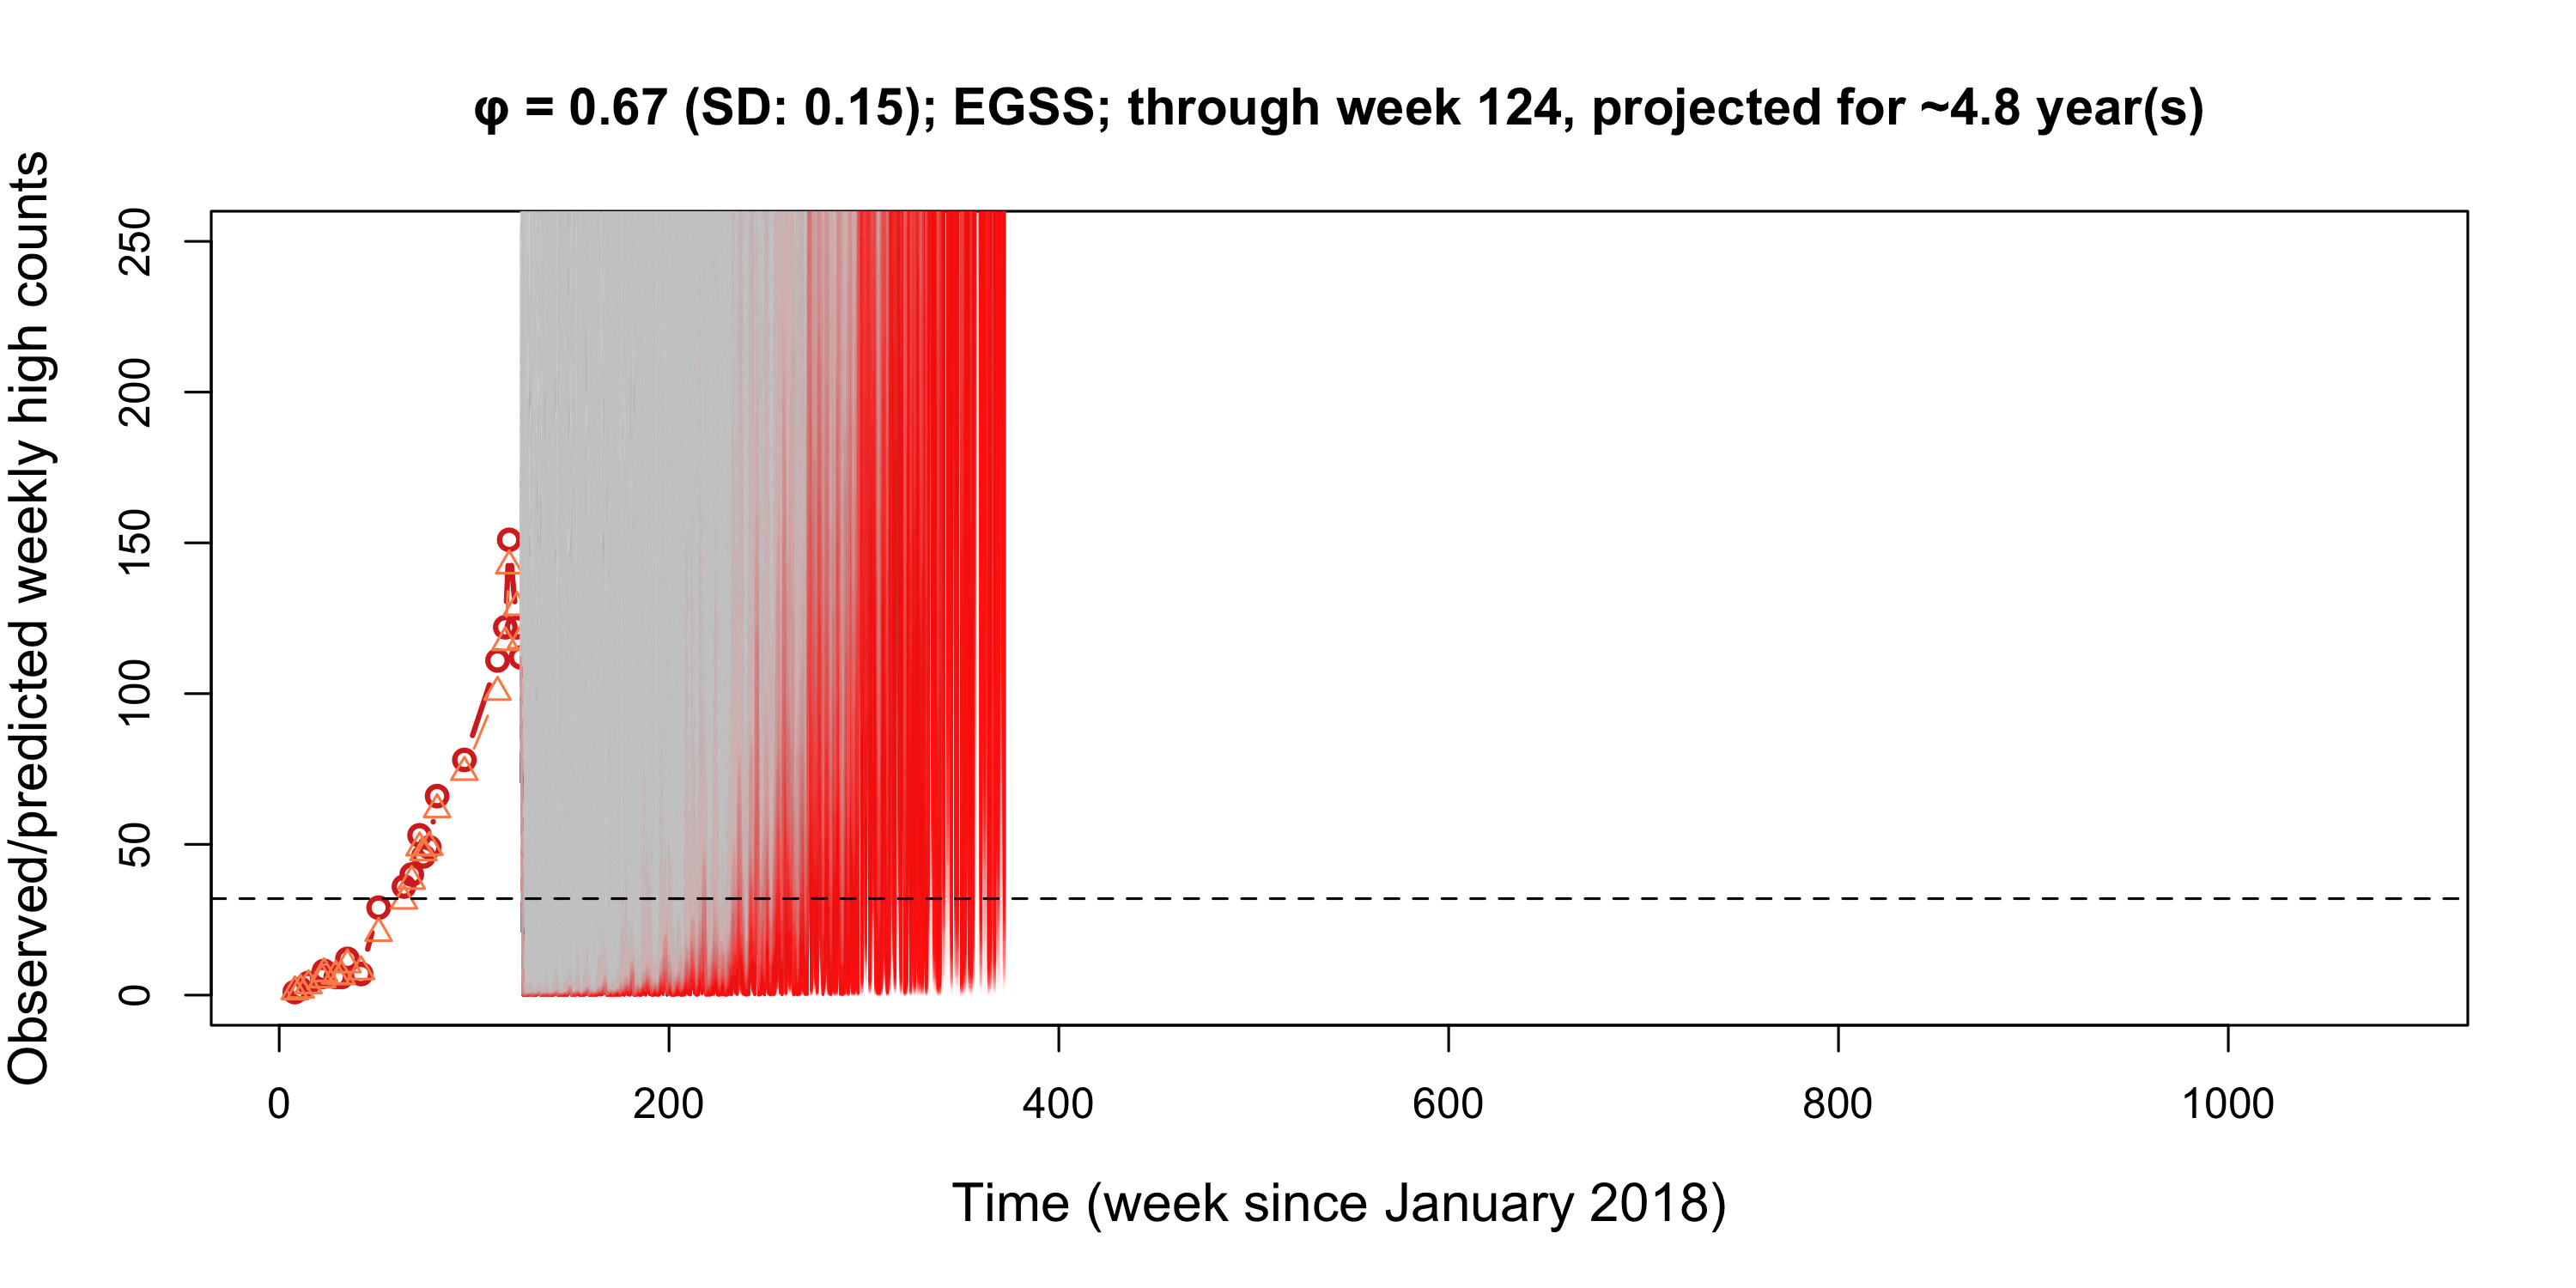 φ = 0.67 (SD: 0.15); EGSS; through week 124, projected for ~4.8 year(s)
Observed/predicted weekly high counts
250
200
150
100
50
0
0 200 400 600 800 1000
Time (week since January 2018)